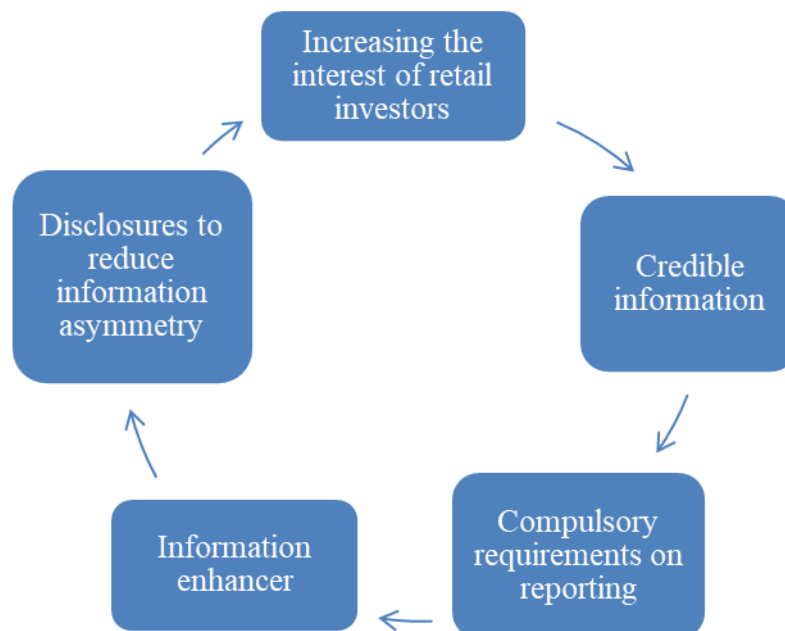 Increasing the
interest of retail
investors
Credible
information
Compulsory
requirements on
reporting
Information
enhancer
Disclosures to
reduce
information
asymmetry